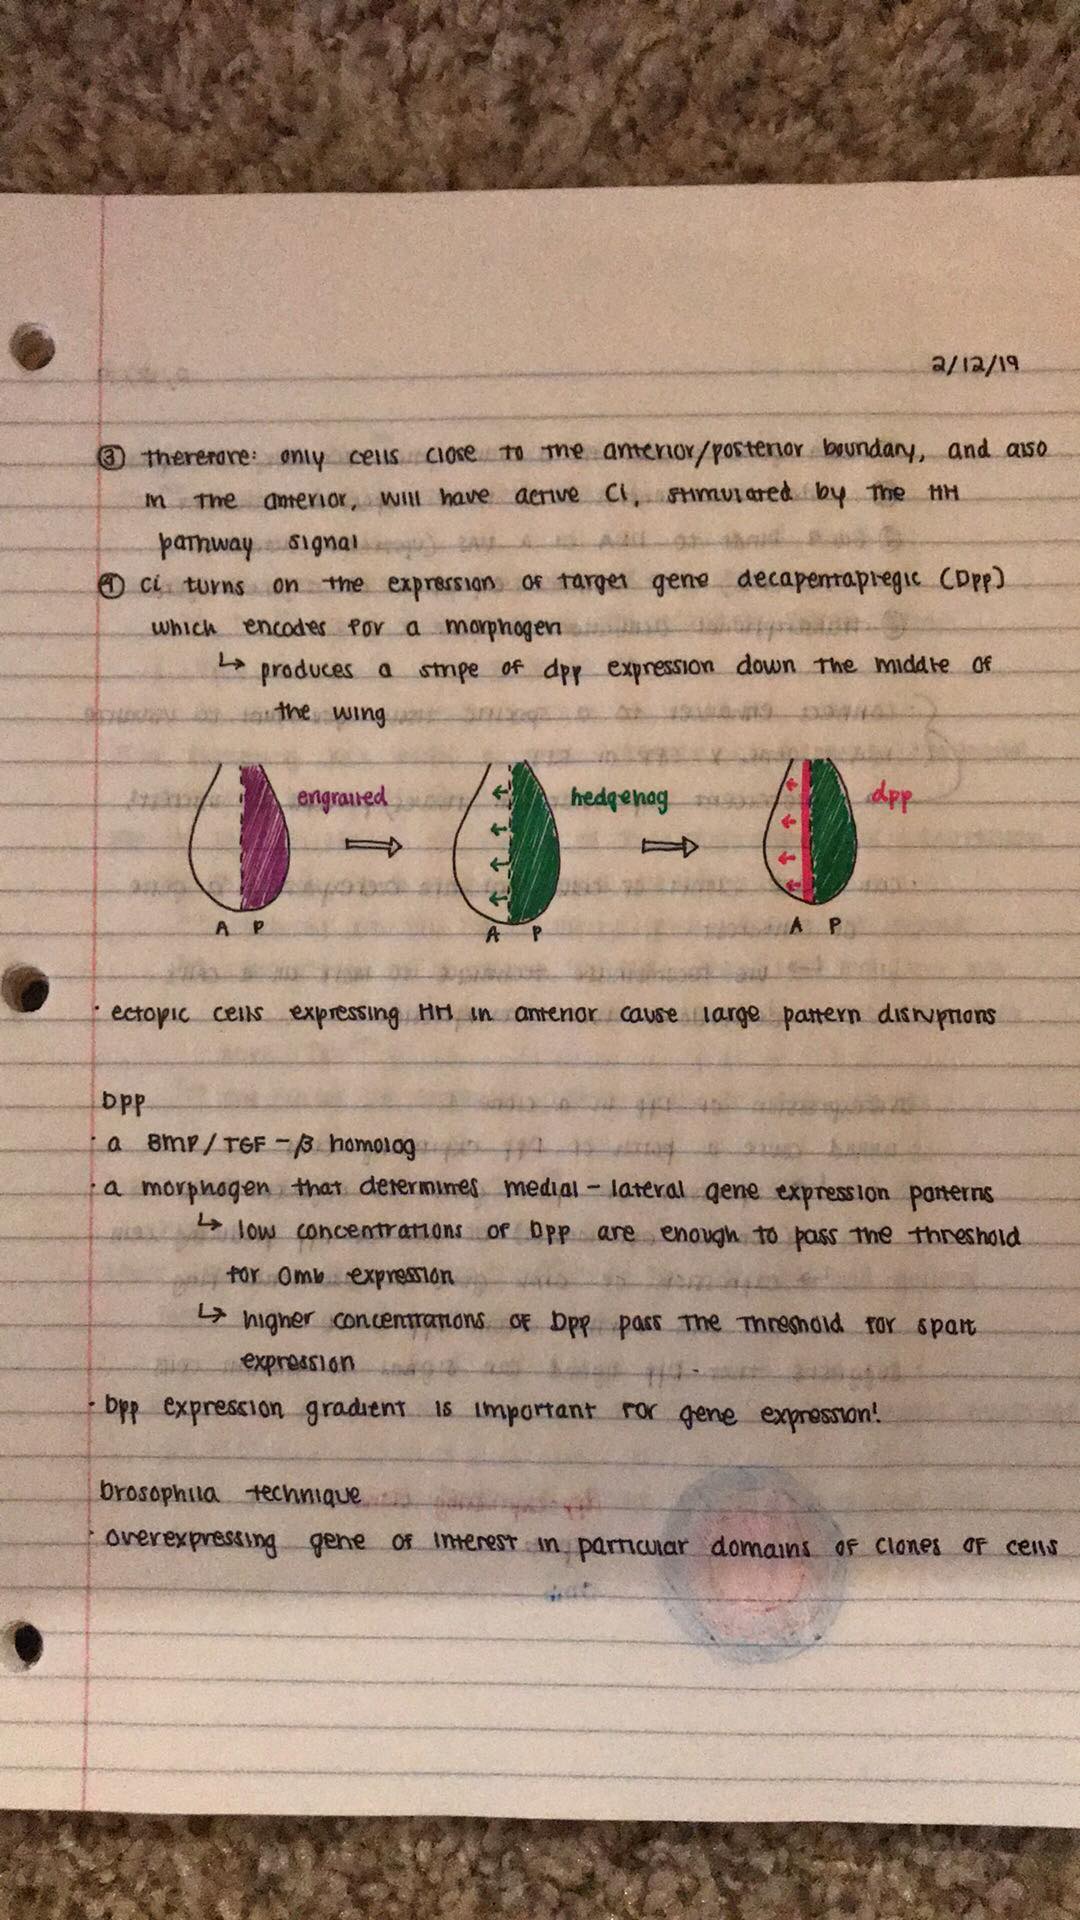 2/12/19
③ therefore: only cells close to the anterior/posterior boundary, and also
in the anterior, will have active Ci, stimulated by the HH
pathway signal
④ Ci turns on the expression of target gene decapentaplegic (Dpp)
which encodes for a morphogen
↳ produces a stripe of dpp expression down the middle of
the wing
engrailed ⇒ hedgehog ⇒ dpp
A P A P A P
· ectopic cells expressing HH in anterior cause large pattern disruptions
Dpp
· a BMP/TGF-β homolog
· a morphogen that determines medial-lateral gene expression patterns
↳ low concentrations of Dpp are enough to pass the threshold
for Omb expression
↳ higher concentrations of Dpp pass the threshold for spalt
expression
· Dpp expression gradient is important for gene expression!
Drosophila technique
· overexpressing gene of interest in particular domains of clones of cells